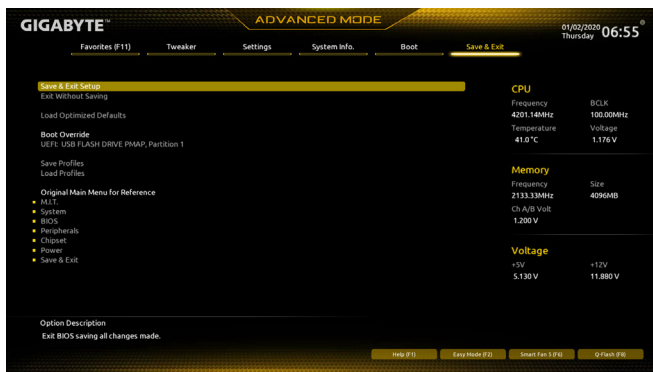 GIGABYTE™
ADVANCED MODE
01/02/2020 Thursday 06:55
Favorites (F11) Tweaker Settings System Info. Boot Save & Exit
Save & Exit Setup
Exit Without Saving
Load Optimized Defaults
Boot Override
UEFI: USB FLASH DRIVE PMAP, Partition 1
Save Profiles
Load Profiles
Original Main Menu for Reference
M.I.T.
System
BIOS
Peripherals
Chipset
Power
Save & Exit
CPU
Frequency BCLK
4201.14MHz 100.00MHz
Temperature Voltage
41.0 °C 1.176 V
Memory
Frequency Size
2133.33MHz 4096MB
Ch A/B Volt
1.200 V
Voltage
+5V +12V
5.130 V 11.880 V
Option Description
Exit BIOS saving all changes made.
Help (F1) Easy Mode (F2) Smart Fan 5 (F6) Q-Flash (F8)